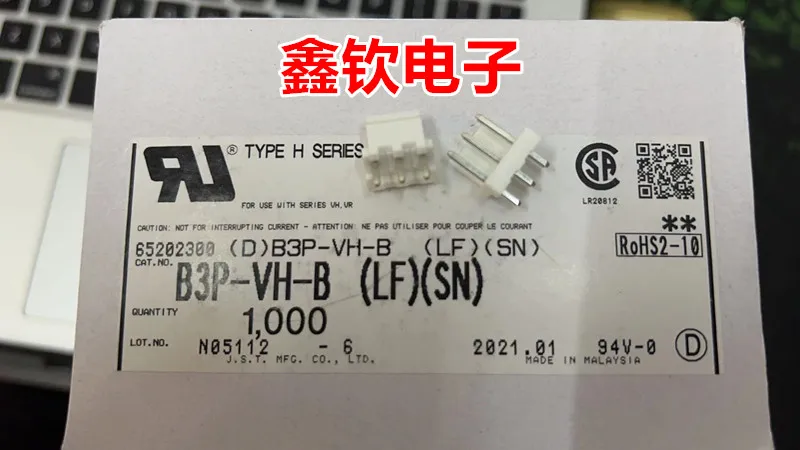 鑫钦电子
RU ® TYPE H SERIES
FOR USE WITH SERIES VH,VR
CSA
LR20812
CAUTION: NOT FOR INTERRUPTING CURRENT - ATTENTION: NE PAS UTILISER POUR COUPER LE COURANT
**
65202300 (D)B3P-VH-B (LF)(SN)
RoHS2-10
CAT.NO.
B3P-VH-B (LF)(SN)
QUANTITY
1,000
LOT.NO. N05112 - 6 2021.01 94V-0 D
J.S.T. MFG. CO., LTD. MADE IN MALAYSIA